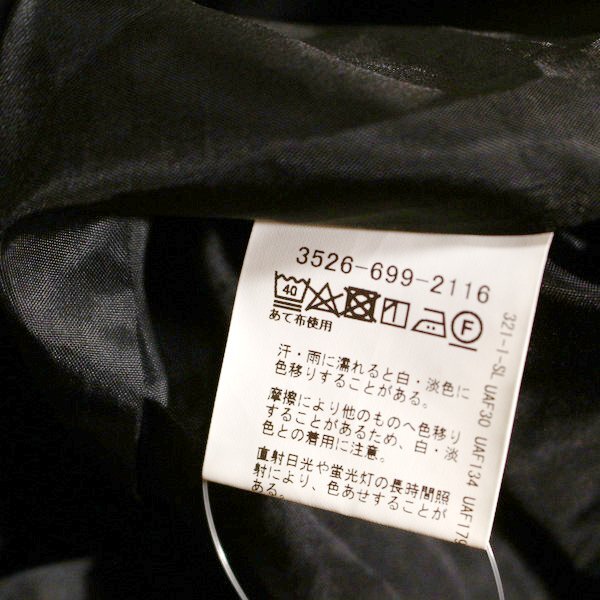 3526-699-2116
40
F
あて布使用
汗・雨に濡れると白・淡色に
色移りすることがある。
摩擦により他のものへ色移り
することがあるため、白・淡
色との着用に注意。
直射日光や蛍光灯の長時間照
射により、色あせすることが
ある。
321-I-SL UAF30 UAF134 UAF179